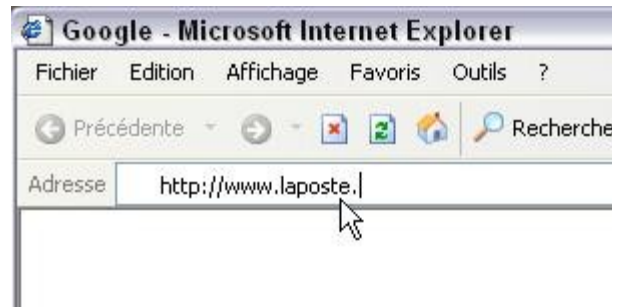 Google - Microsoft Internet Explorer
Fichier Edition Affichage Favoris Outils ?
Précédente Recherche
Adresse http://www.laposte.